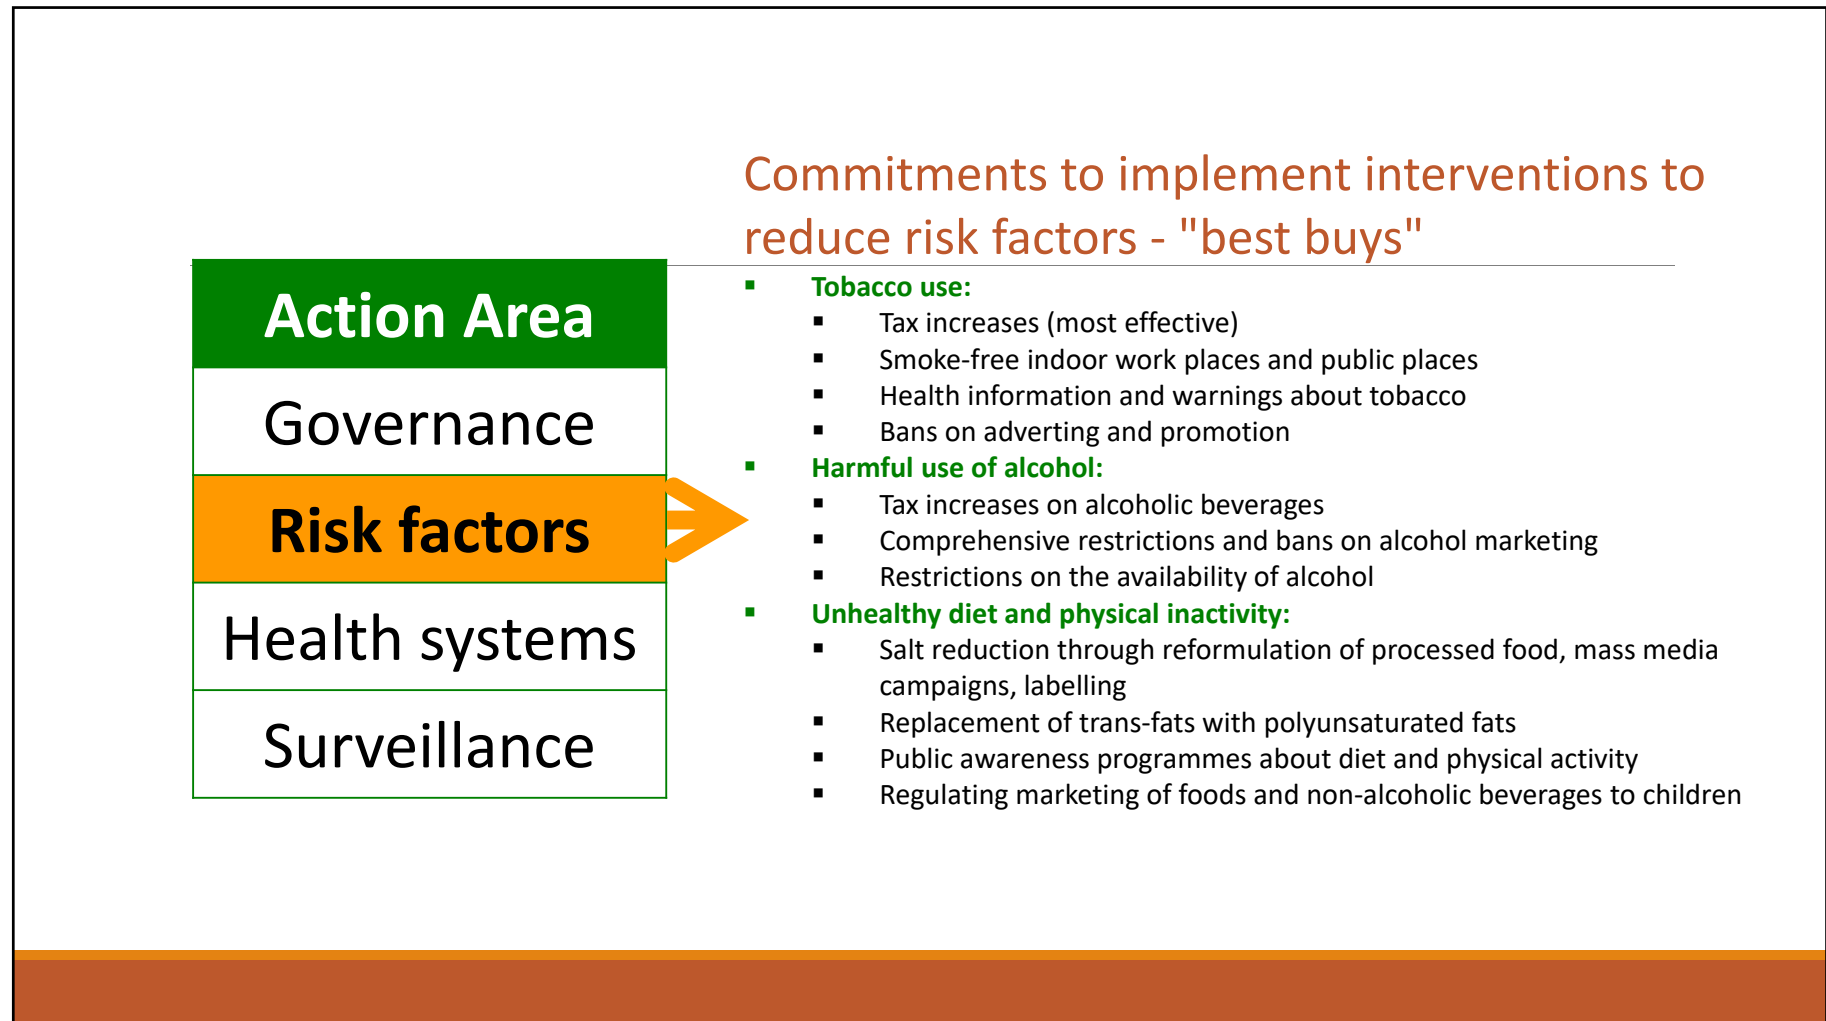 Commitments to implement interventions to
reduce risk factors - "best buys"
Action Area
Governance
Risk factors
Health systems
Surveillance
▪ Tobacco use:
▪ Tax increases (most effective)
▪ Smoke-free indoor work places and public places
▪ Health information and warnings about tobacco
▪ Bans on adverting and promotion
▪ Harmful use of alcohol:
▪ Tax increases on alcoholic beverages
▪ Comprehensive restrictions and bans on alcohol marketing
▪ Restrictions on the availability of alcohol
▪ Unhealthy diet and physical inactivity:
▪ Salt reduction through reformulation of processed food, mass media
campaigns, labelling
▪ Replacement of trans-fats with polyunsaturated fats
▪ Public awareness programmes about diet and physical activity
▪ Regulating marketing of foods and non-alcoholic beverages to children